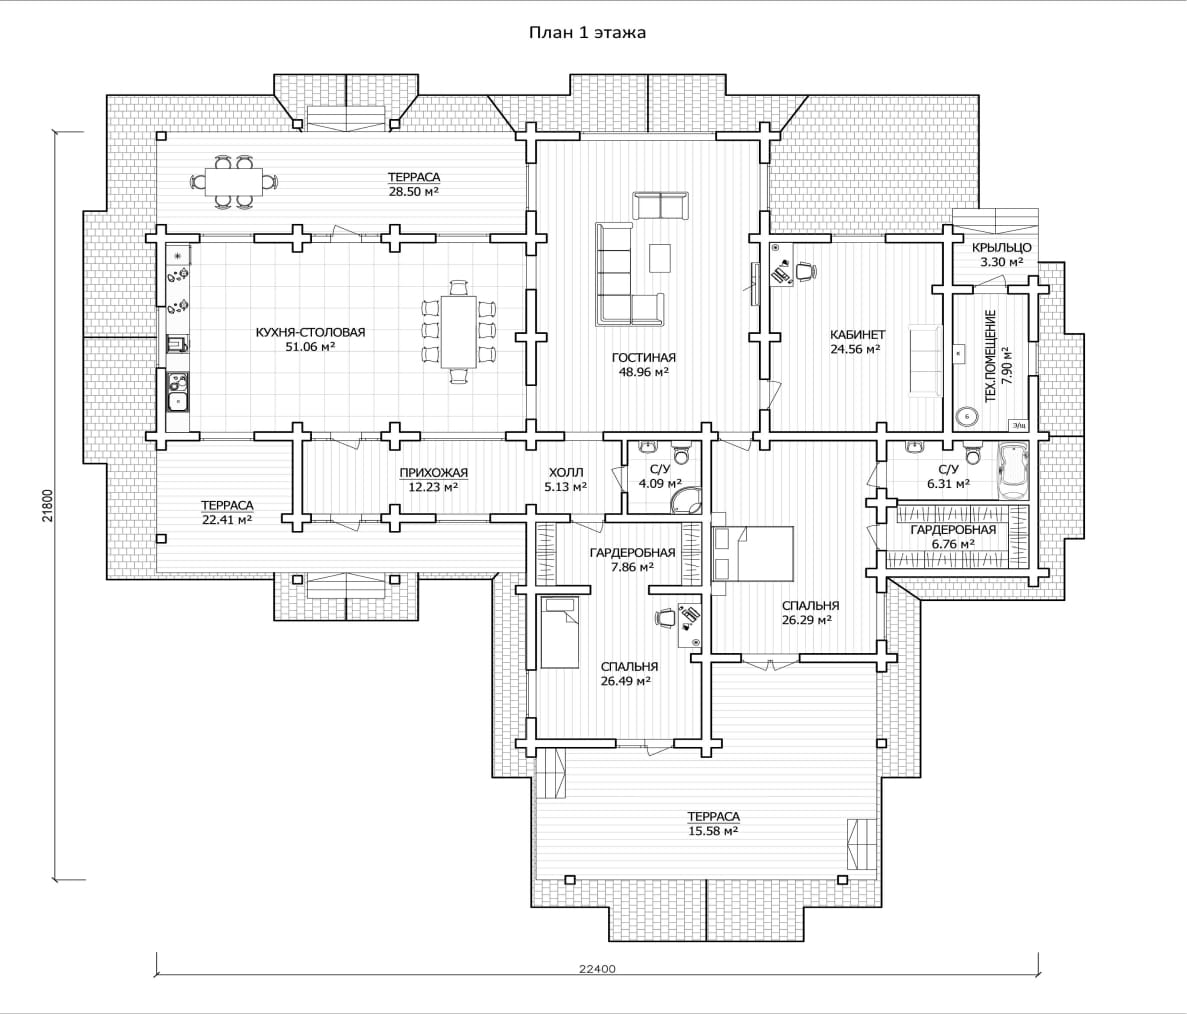 План 1 этажа
ТЕРРАСА
28.50 м²
КРЫЛЬЦО
3.30 м²
КУХНЯ-СТОЛОВАЯ
51.06 м²
ГОСТИНАЯ
48.96 м²
КАБИНЕТ
24.56 м²
ТЕХ.ПОМЕЩЕНИЕ
7.90 м²
К
6
Э/щ
ПРИХОЖАЯ
12.23 м²
ХОЛЛ
5.13 м²
С/У
4.09 м²
С/У
6.31 м²
ТЕРРАСА
22.41 м²
ГАРДЕРОБНАЯ
6.76 м²
ГАРДЕРОБНАЯ
7.86 м²
СПАЛЬНЯ
26.29 м²
СПАЛЬНЯ
26.49 м²
ТЕРРАСА
15.58 м²
21800
22400